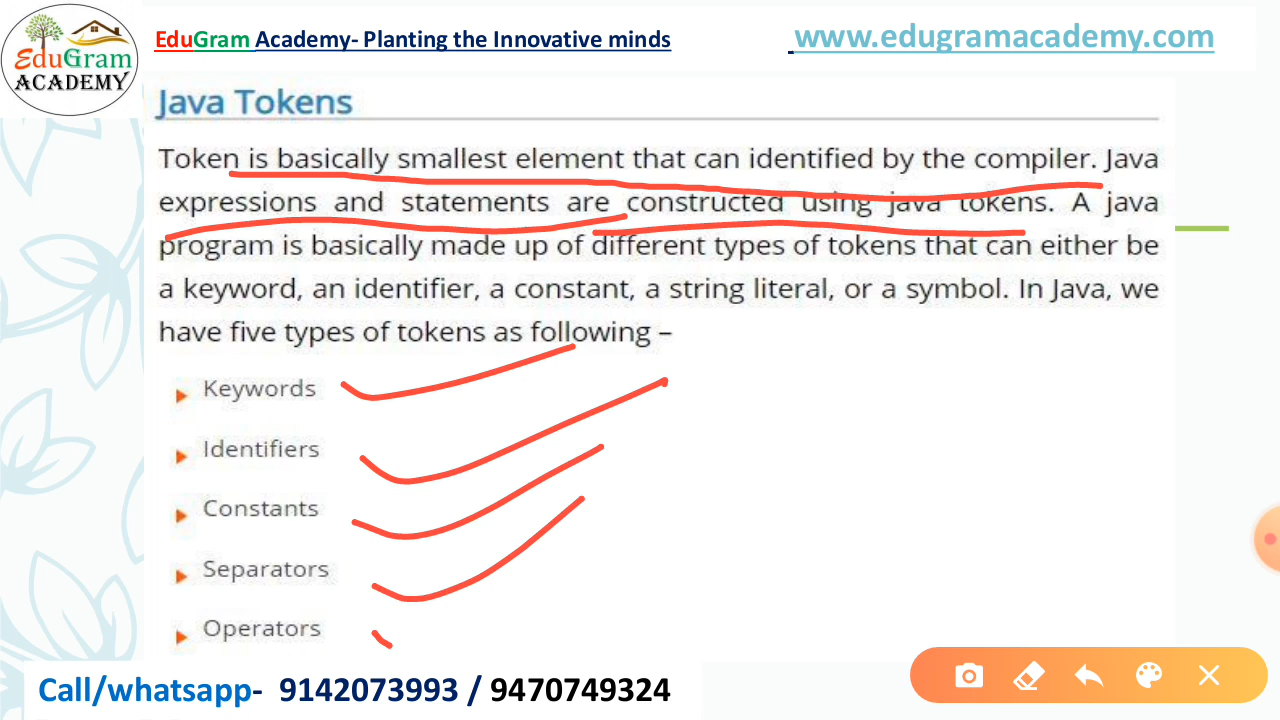 EduGram
ACADEMY
EduGram Academy- Planting the Innovative minds
www.edugramacademy.com
Java Tokens
Token is basically smallest element that can identified by the compiler. Java
expressions and statements are constructed using java tokens. A java
program is basically made up of different types of tokens that can either be
a keyword, an identifier, a constant, a string literal, or a symbol. In Java, we
have five types of tokens as following –
Keywords
Identifiers
Constants
Separators
Operators
Call/whatsapp- 9142073993 / 9470749324